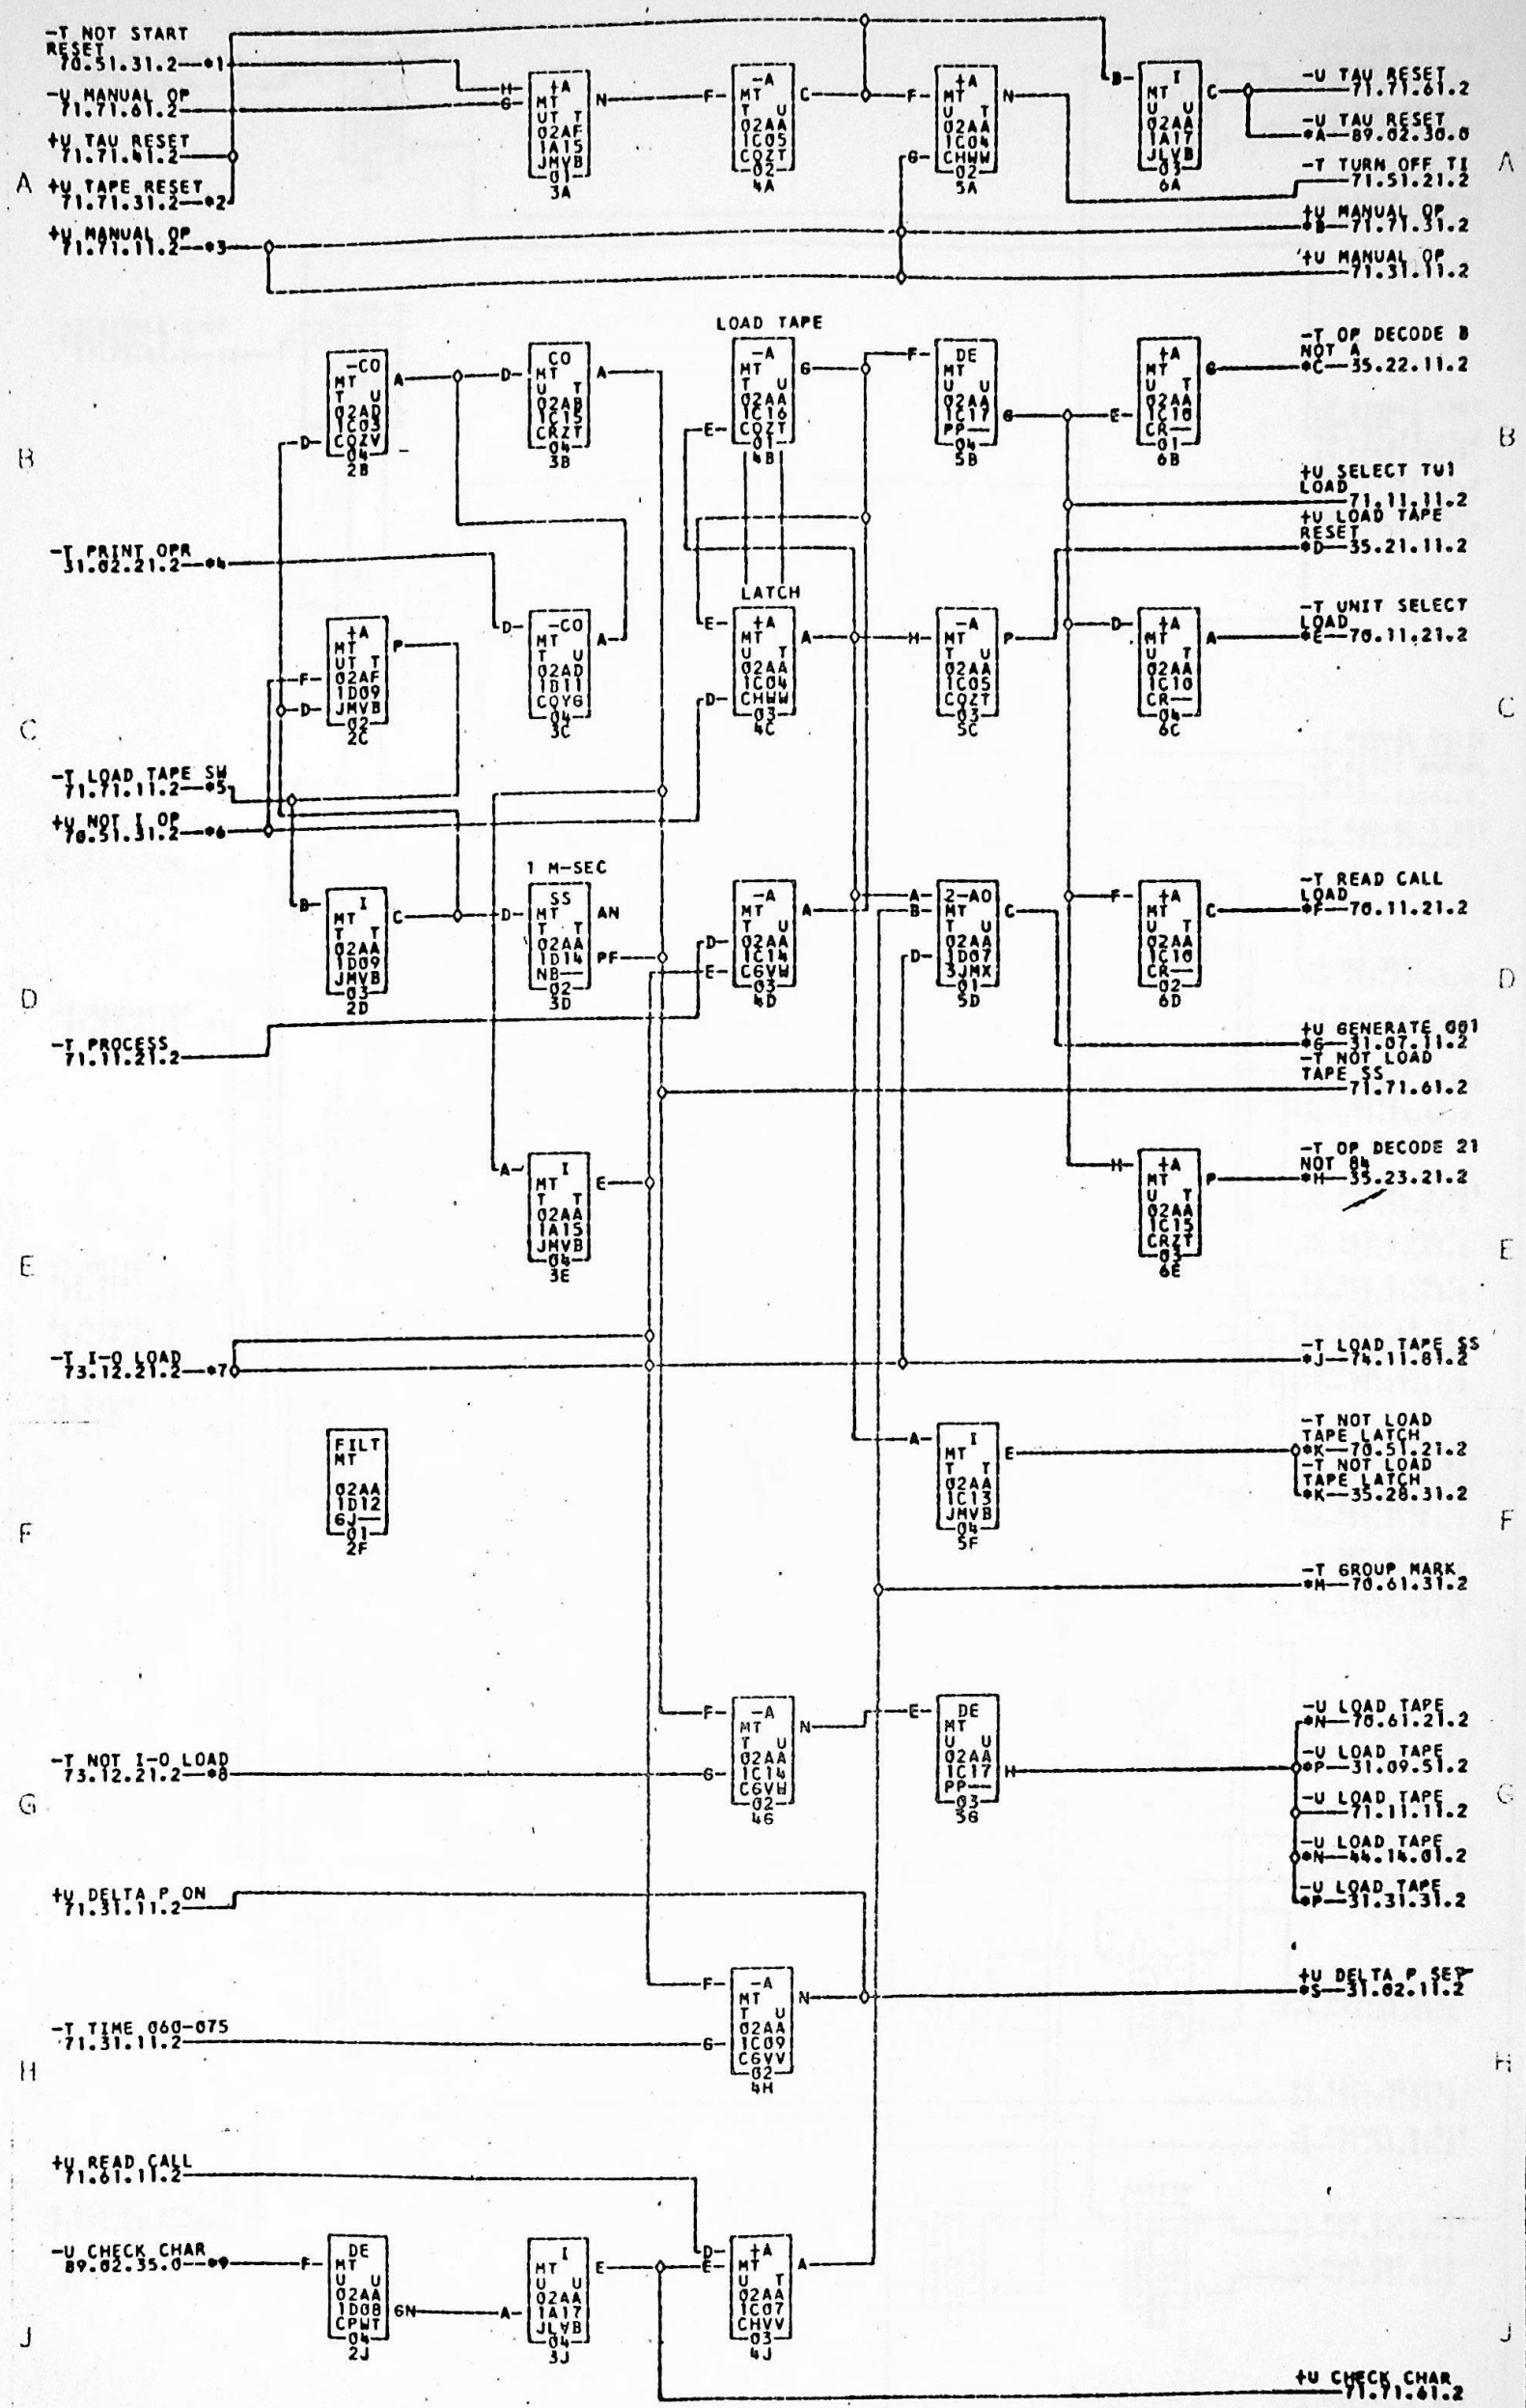 -T NOT START
RESET
70.51.31.2—*1
-U MANUAL OP
71.71.61.2
+U TAU RESET
71.71.41.2
+U TAPE RESET
71.71.31.2—*2
+U MANUAL OP
71.71.11.2—*3
A
H
G
+A
MT
UT T
02AF
1A15
JMVB
01
3A
N
F
-A
MT
T U
02AA
1C05
CQZT
02
4A
C
F
G
+A
MT
U T
02AA
1C04
CHWW
02
5A
N
B
I
MT
U U
02AA
1A17
JLVB
03
6A
C
-U TAU RESET
71.71.61.2
-U TAU RESET
*A—89.02.30.0
-T TURN OFF TI
71.51.21.2
+U MANUAL OP
*B—71.71.31.2
+U MANUAL OP
71.31.11.2
A
B
D
-CO
MT
T U
02AD
1C03
CQZV
04
2B
A
D
CO
MT
U T
02AB
1C15
CRZT
04
3B
A
LOAD TAPE
E
-A
MT
T U
02AA
1C16
CQZT
01
4B
G
F
DE
MT
U U
02AA
1C17
PP—
04
5B
G
E
+A
MT
U T
02AA
1C10
CR—
01
6B
G
-T OP DECODE B
NOT A
*C—35.22.11.2
+U SELECT TU1
LOAD
71.11.11.2
+U LOAD TAPE
RESET
*D—35.21.11.2
B
-T PRINT OPR
31.02.21.2—*4
C
F
D
+A
MT
UT T
02AF
1D09
JMVB
02
2C
P
D
-CO
MT
T U
02AD
1B11
CQYG
04
3C
A
LATCH
E
D
+A
MT
U T
02AA
1C04
CHWW
03
4C
A
H
-A
MT
T U
02AA
1C05
CQZT
03
5C
P
D
+A
MT
U T
02AA
1C10
CR—
04
6C
A
-T UNIT SELECT
LOAD
*E—70.11.21.2
C
-T LOAD TAPE SW
71.71.11.2—*5
+U NOT I OP
70.51.31.2—*6
D
B
I
MT
T T
02AA
1D09
JMVB
03
2D
C
1 M-SEC
D
SS
MT
T T
02AA
1D14
NB—
02
3D
AN
PF
D
E
-A
MT
T U
02AA
1C14
CGVW
03
4D
A
A
B
D
2-AO
MT
T U
02AA
1D07
3JMX
01
5D
C
F
+A
MT
U T
02AA
1C10
CR—
02
6D
C
-T READ CALL
LOAD
*F—70.11.21.2
D
-T PROCESS
71.11.21.2
+U GENERATE 001
*G—31.07.11.2
-T NOT LOAD
TAPE SS
71.71.61.2
E
A
I
MT
T T
02AA
1A15
JMVB
04
3E
E
H
+A
MT
U T
02AA
1C15
CRZT
03
6E
P
-T OP DECODE 21
NOT 84
*H—35.23.21.2
E
-T I-O LOAD
73.12.21.2—*7
-T LOAD TAPE SS
*J—74.11.81.2
F
FILT
MT
02AA
1D12
6J—
01
2F
A
I
MT
T T
02AA
1C13
JMVB
04
5F
E
-T NOT LOAD
TAPE LATCH
*K—70.51.21.2
-T NOT LOAD
TAPE LATCH
*K—35.28.31.2
F
-T GROUP MARK
*M—70.61.31.2
-T NOT I-O LOAD
73.12.21.2—*8
G
F
G
-A
MT
T U
02AA
1C14
CGVW
02
4G
N
E
DE
MT
U U
02AA
1C17
PP—
03
5G
H
-U LOAD TAPE
*N—70.61.21.2
-U LOAD TAPE
*P—31.09.51.2
-U LOAD TAPE
71.11.11.2
-U LOAD TAPE
*N—44.14.01.2
-U LOAD TAPE
*P—31.31.31.2
G
+U DELTA P ON
71.31.11.2
-T TIME 060-075
71.31.11.2
H
F
G
-A
MT
T U
02AA
1C09
CGVV
02
4H
N
+U DELTA P SET
*S—31.02.11.2
H
+U READ CALL
71.61.11.2
-U CHECK CHAR
89.02.35.0—*9
J
F
DE
MT
U U
02AA
1D08
CPWT
04
2J
GN
A
I
MT
U U
02AA
1A17
JLVB
04
3J
E
D
E
+A
MT
U T
02AA
1C07
CHVV
03
4J
A
J
+U CHECK CHAR
71.71.61.2